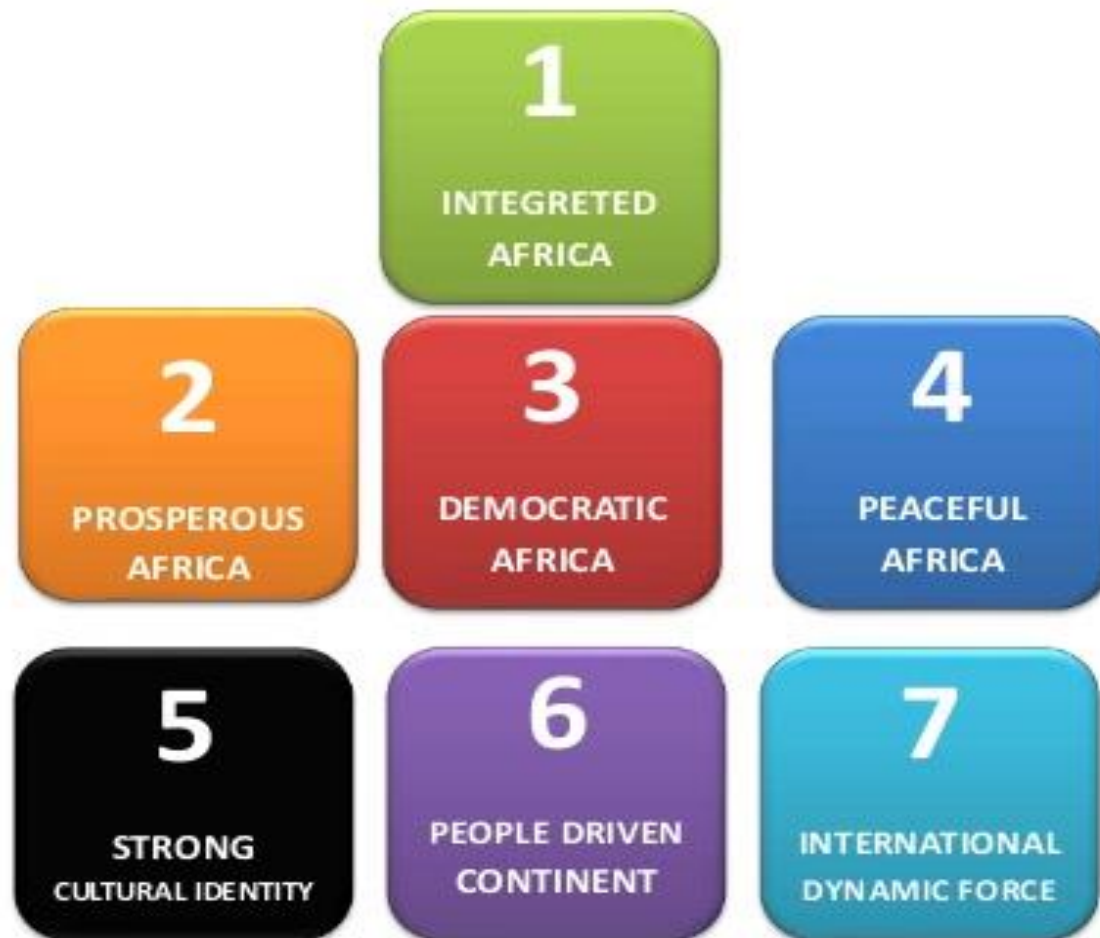 1
INTEGRETED
AFRICA
2
PROSPEROUS
AFRICA
3
DEMOCRATIC
AFRICA
4
PEACEFUL
AFRICA
5
STRONG
CULTURAL IDENTITY
6
PEOPLE DRIVEN
CONTINENT
7
INTERNATIONAL
DYNAMIC FORCE